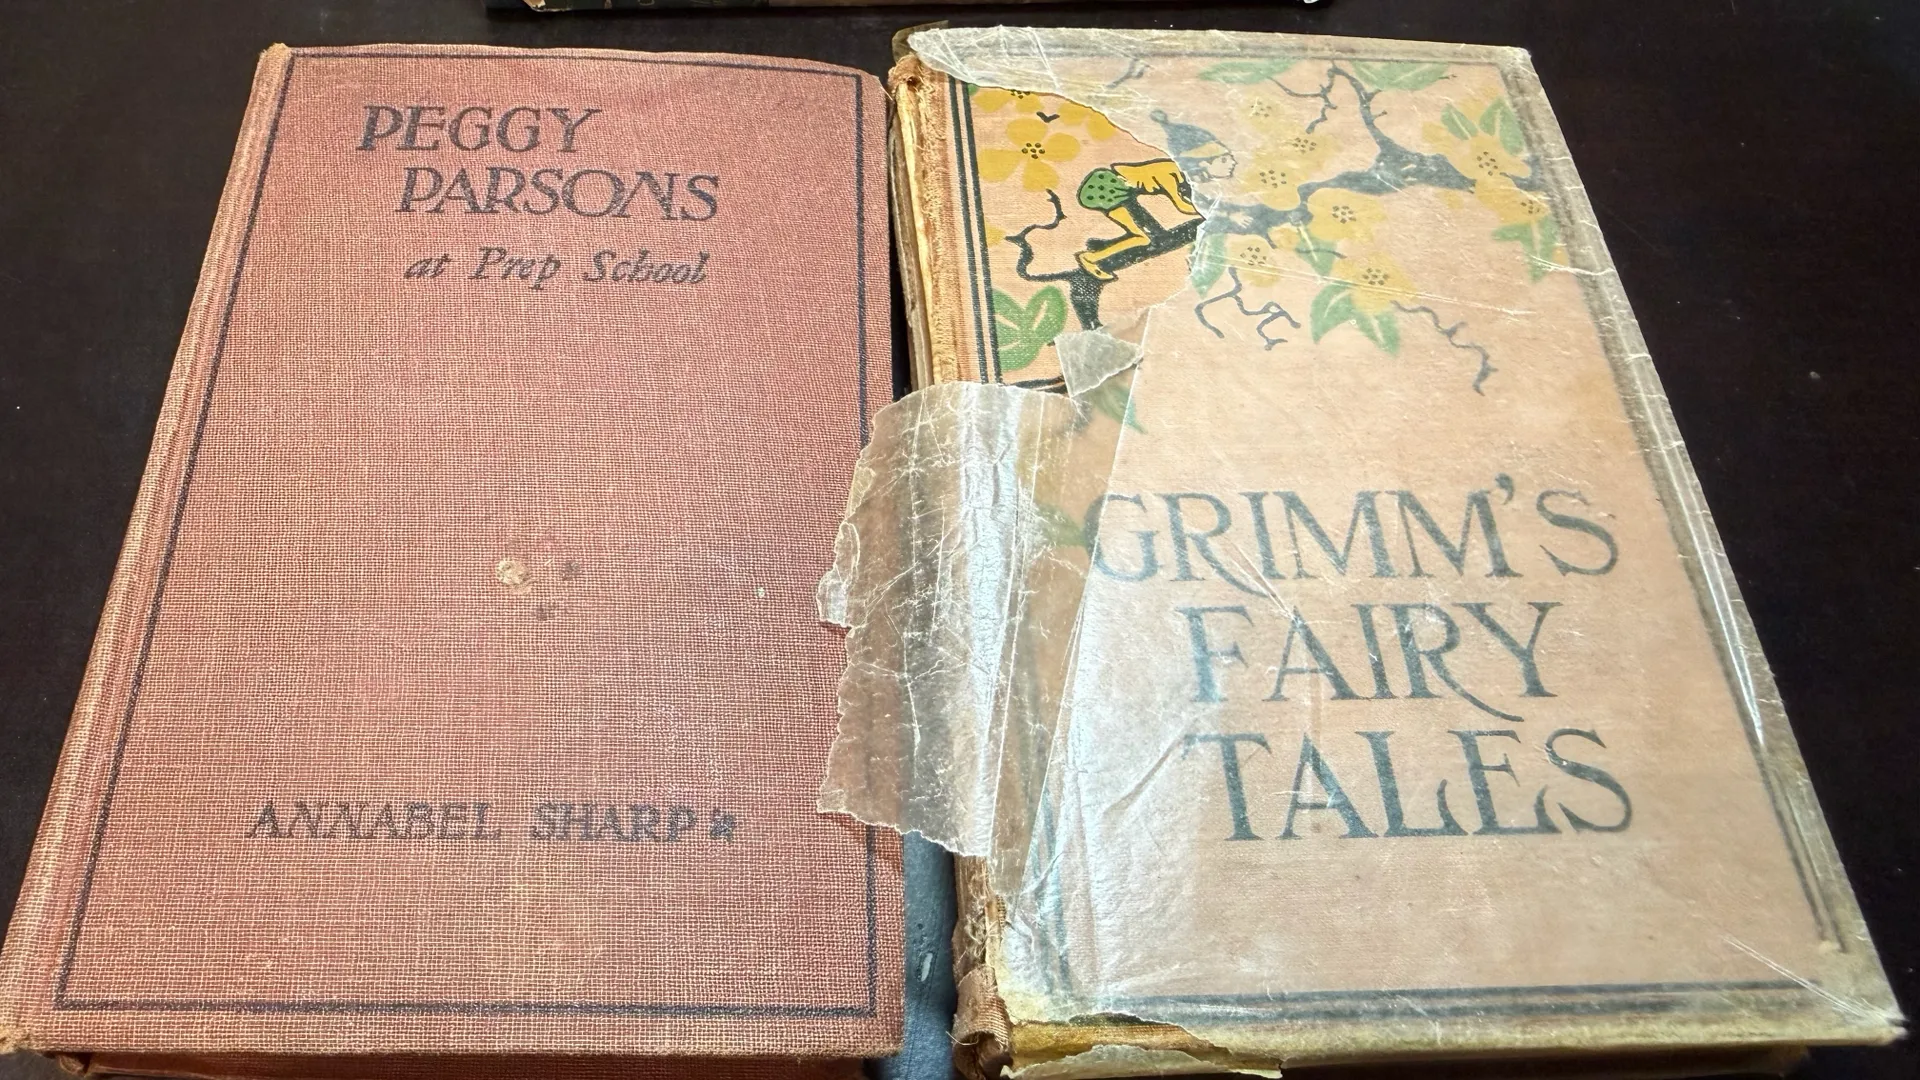 PEGGY
PARSONS
at Prep School
ANNABEL SHARP
GRIMM'S
FAIRY
TALES